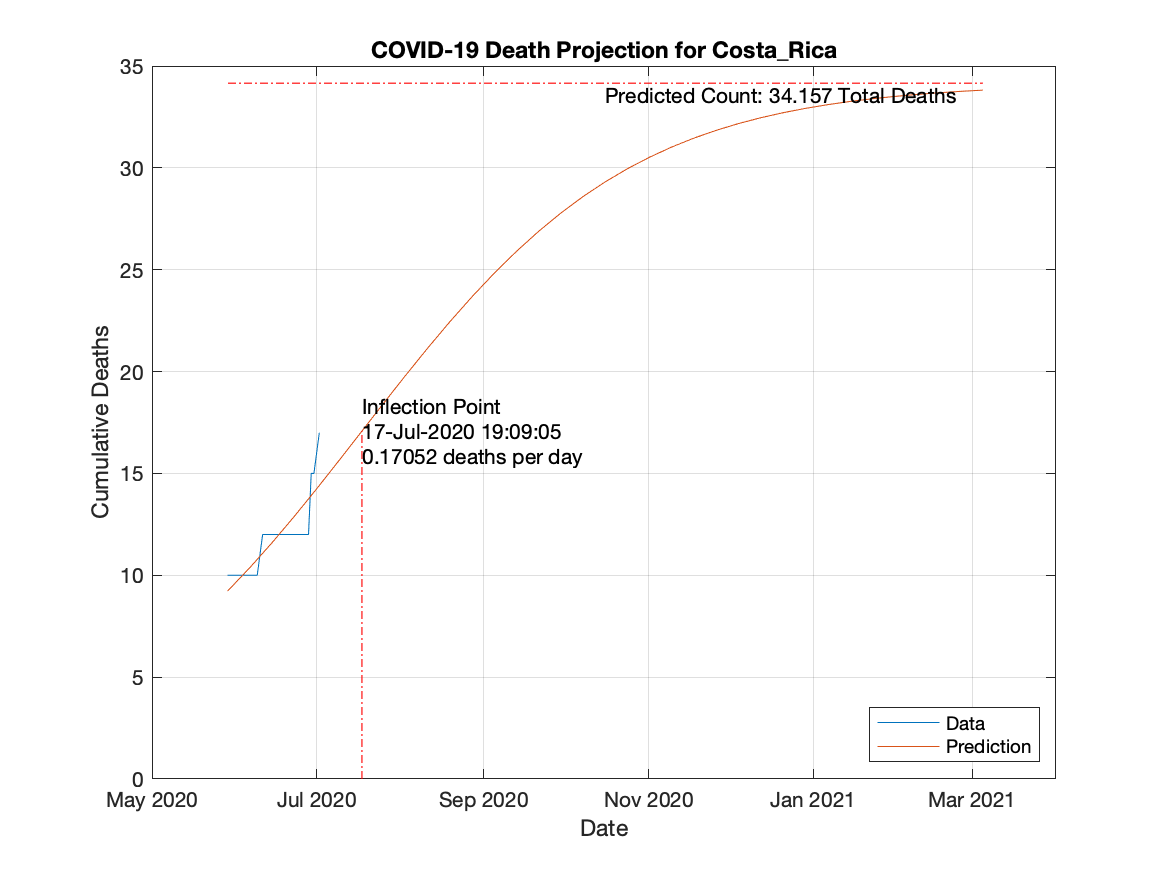 COVID-19 Death Projection for Costa_Rica
35
Predicted Count: 34.157 Total Deaths
30
25
20
Inflection Point
17-Jul-2020 19:09:05
0.17052 deaths per day
15
10
5
0
Cumulative Deaths
Data
Prediction
May 2020 Jul 2020 Sep 2020 Nov 2020 Jan 2021 Mar 2021
Date